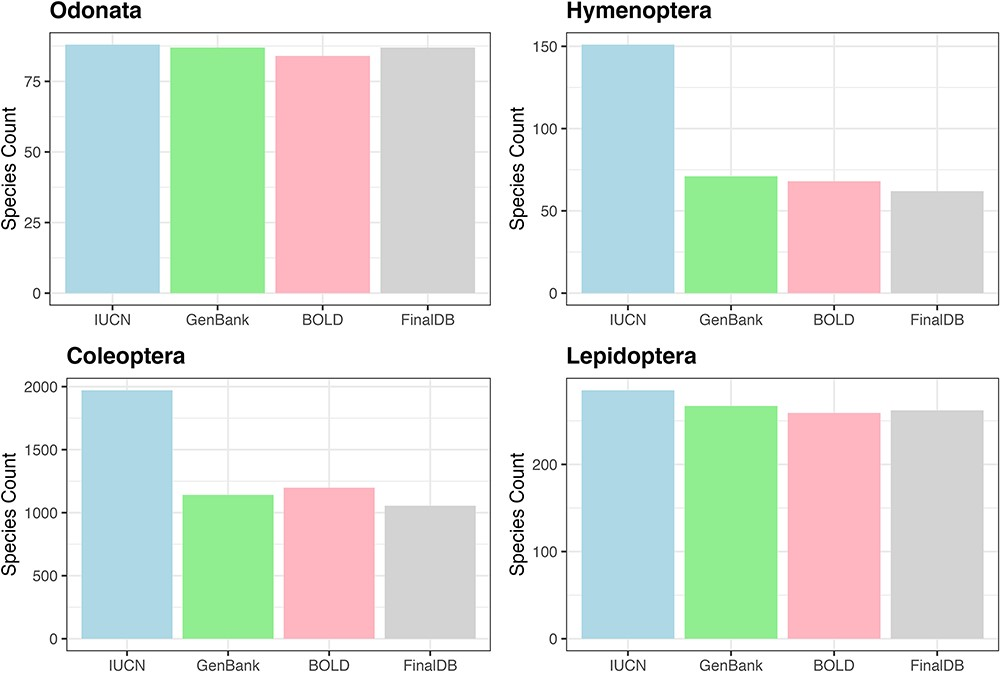 Odonata
Species Count
75
50
25
0
IUCN GenBank BOLD FinalDB
Hymenoptera
Species Count
150
100
50
0
IUCN GenBank BOLD FinalDB
Coleoptera
Species Count
2000
1500
1000
500
0
IUCN GenBank BOLD FinalDB
Lepidoptera
Species Count
200
100
0
IUCN GenBank BOLD FinalDB